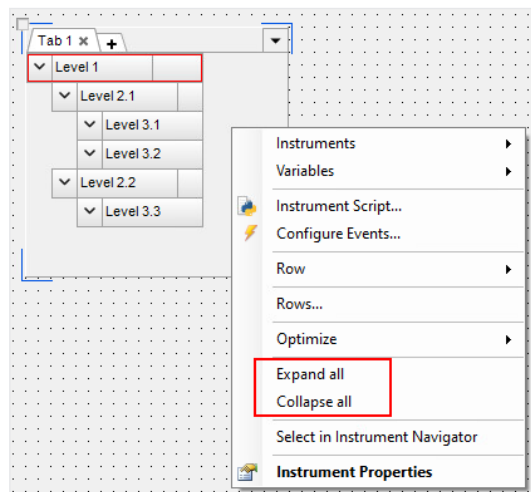 Tab 1
Level 1
Level 2.1
Level 3.1
Level 3.2
Level 2.2
Level 3.3
Instruments
Variables
Instrument Script...
Configure Events...
Row
Rows...
Optimize
Expand all
Collapse all
Select in Instrument Navigator
Instrument Properties